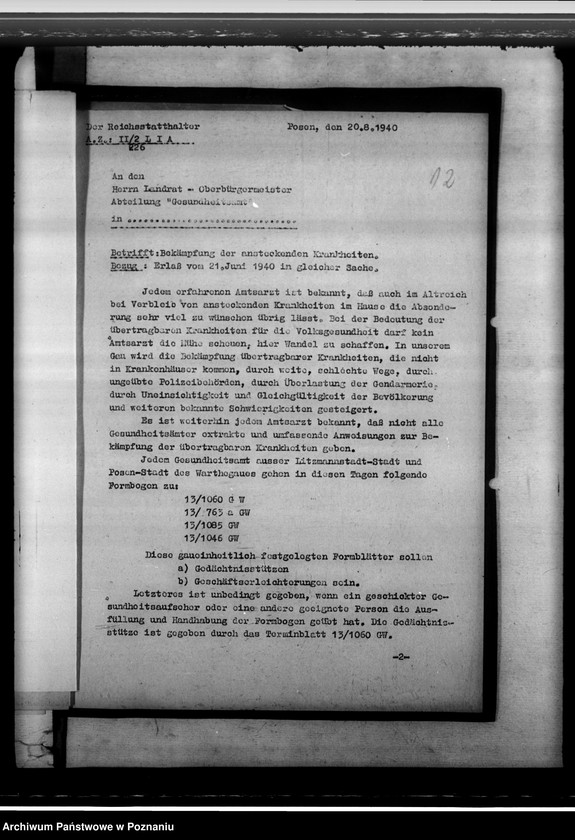 Der Reichsstatthalter Posen, den 20.8.1940
A.Z.: II/2 L I A
226
12
An den
Herrn Landrat - Oberbürgermeister
Abteilung "Gesundheitsamt"
in ..............................
Betrifft: Bekämpfung der ansteckenden Krankheiten.
Bezug : Erlaß vom 21.Juni 1940 in gleicher Sache.
Jedem erfahrenen Amtsarzt ist bekannt, daß auch im Altreich
bei Verbleib von ansteckenden Krankheiten im Hause die Absonde-
rung sehr viel zu wünschen übrig lässt. Bei der Bedeutung der
übertragbaren Krankheiten für die Volksgesundheit darf kein
Amtsarzt die Mühe scheuen, hier Wandel zu schaffen. In unserem
Gau wird die Bekämpfung übertragbarer Krankheiten, die nicht
in Krankenhäuser kommen, durch weite, schlechte Wege, durch
ungeübte Polizeibehörden, durch Überlastung der Gendarmerie,
durch Uneinsichtigkeit und Gleichgültigkeit der Bevölkerung
und weiteren bekannte Schwierigkeiten gesteigert.
Es ist weiterhin jedem Amtsarzt bekannt, daß nicht alle
Gesundheitsämter extrakte und umfassende Anweisungen zur Be-
kämpfung der übertragbaren Krankheiten geben.
Jedem Gesundheitsamt ausser Litzmannstadt-Stadt und
Posen-Stadt des Warthegaues gehen in diesen Tagen folgende
Formbogen zu:
13/1060 G W
13/ 763 a GW
13/1085 GW
13/1046 GW
Diese gaueinheitlich festgelegten Formblätter sollen
a) Gedächtnisstützen
b) Geschäftserleichterungen sein.
Letzteres ist unbedingt gegeben, wenn ein geschickter Ge-
sundheitsaufseher oder eine andere geeignete Person die Aus-
füllung und Handhabung der Formbogen geübt hat. Die Gedächtnis-
stütze ist gegeben durch das Terminblatt 13/1060 GW.
-2-
Archiwum Państwowe w Poznaniu